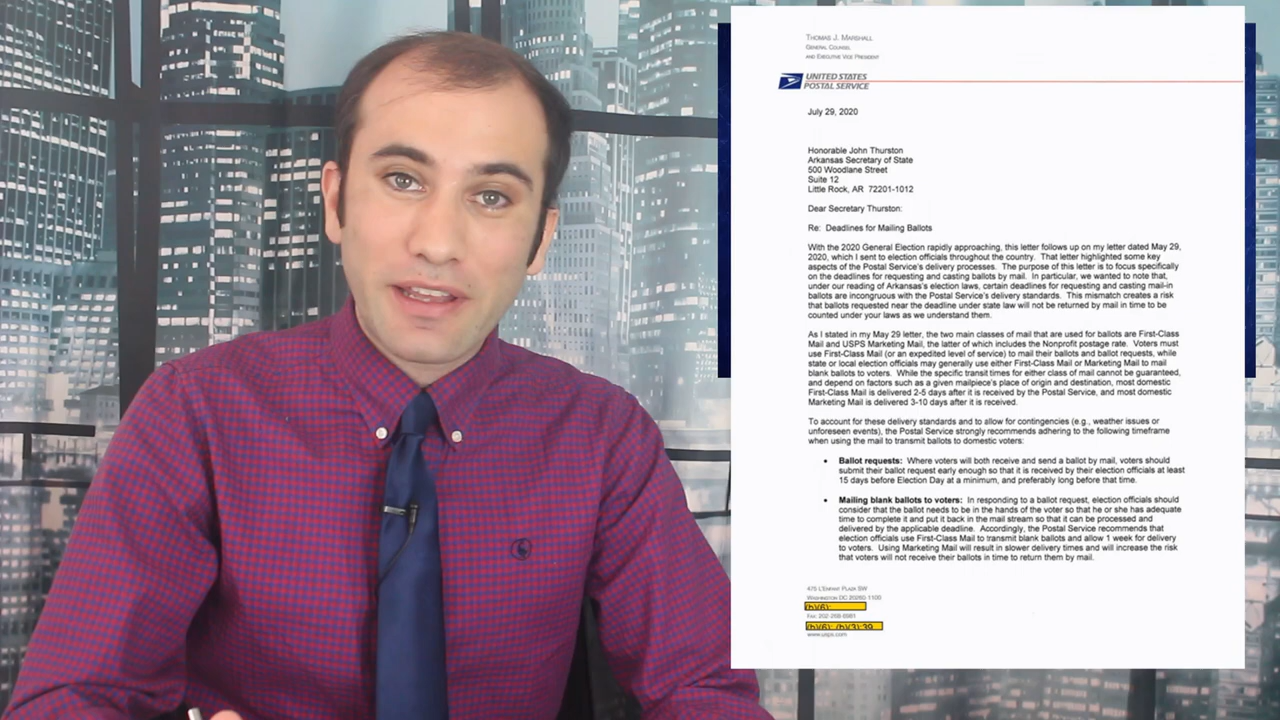 THOMAS J. MARSHALL
GENERAL COUNSEL
AND EXECUTIVE VICE PRESIDENT
UNITED STATES
POSTAL SERVICE
July 29, 2020
Honorable John Thurston
Arkansas Secretary of State
500 Woodlane Street
Suite 12
Little Rock, AR 72201-1012
Dear Secretary Thurston:
Re: Deadlines for Mailing Ballots
With the 2020 General Election rapidly approaching, this letter follows up on my letter dated May 29,
2020, which I sent to election officials throughout the country. That letter highlighted some key
aspects of the Postal Service's delivery processes. The purpose of this letter is to focus specifically
on the deadlines for requesting and casting ballots by mail. In particular, we wanted to note that,
under our reading of Arkansas's election laws, certain deadlines for requesting and casting mail-in
ballots are incongruous with the Postal Service's delivery standards. This mismatch creates a risk
that ballots requested near the deadline under state law will not be returned by mail in time to be
counted under your laws as we understand them.
As I stated in my May 29 letter, the two main classes of mail that are used for ballots are First-Class
Mail and USPS Marketing Mail, the latter of which includes the Nonprofit postage rate. Voters must
use First-Class Mail (or an expedited level of service) to mail their ballots and ballot requests, while
state or local election officials may generally use either First-Class Mail or Marketing Mail to mail
blank ballots to voters. While the specific transit times for either class of mail cannot be guaranteed,
and depend on factors such as a given mailpiece's place of origin and destination, most domestic
First-Class Mail is delivered 2-5 days after it is received by the Postal Service, and most domestic
Marketing Mail is delivered 3-10 days after it is received.
To account for these delivery standards and to allow for contingencies (e.g., weather issues or
unforeseen events), the Postal Service strongly recommends adhering to the following timeframe
when using the mail to transmit ballots to domestic voters:
• Ballot requests: Where voters will both receive and send a ballot by mail, voters should
submit their ballot request early enough so that it is received by their election officials at least
15 days before Election Day at a minimum, and preferably long before that time.
• Mailing blank ballots to voters: In responding to a ballot request, election officials should
consider that the ballot needs to be in the hands of the voter so that he or she has adequate
time to complete it and put it back in the mail stream so that it can be processed and
delivered by the applicable deadline. Accordingly, the Postal Service recommends that
election officials use First-Class Mail to transmit blank ballots and allow 1 week for delivery
to voters. Using Marketing Mail will result in slower delivery times and will increase the risk
that voters will not receive their ballots in time to return them by mail.
475 L'ENFANT PLAZA SW
WASHINGTON DC 20260-1100
(b)(6);
FAX: 202-268-6981
(b)(6); (b)(3):39
www.usps.com